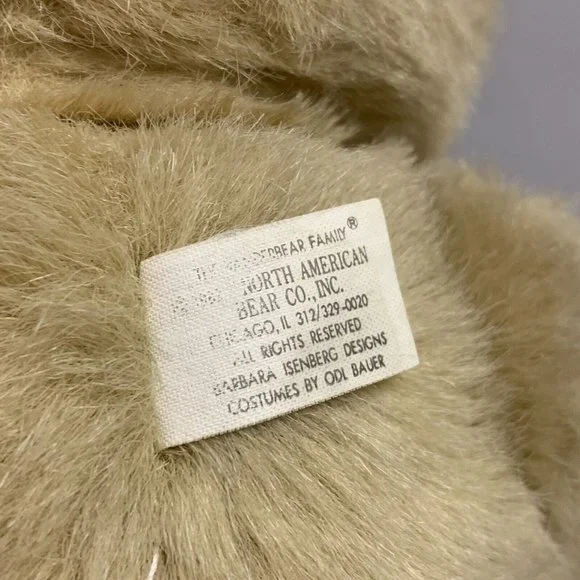 THE VANDERBEAR FAMILY®
NORTH AMERICAN
BEAR CO., INC.
CHICAGO, IL 312/329-0020
ALL RIGHTS RESERVED
BARBARA ISENBERG DESIGNS
COSTUMES BY ODL BAUER